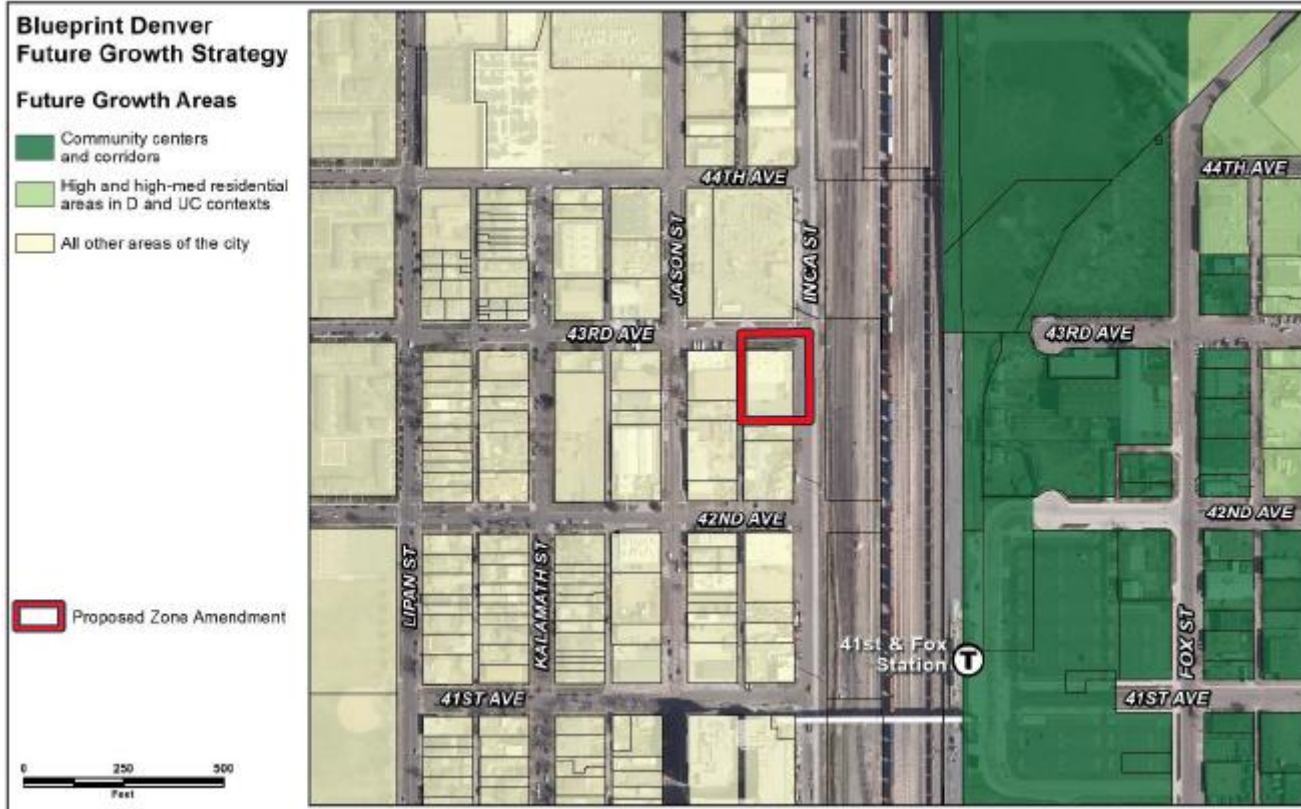 Blueprint Denver
Future Growth Strategy
Future Growth Areas
Community centers
and corridors
High and high-med residential
areas in D and UC contexts
All other areas of the city
Proposed Zone Amendment
0 250 500
Feet
44TH AVE
44TH AVE
JASON ST
INCA ST
43RD AVE
43RD AVE
42ND AVE
42ND AVE
LIPAN ST
KALAMATH ST
FOX ST
41st & Fox
Station T
41ST AVE
41ST AVE